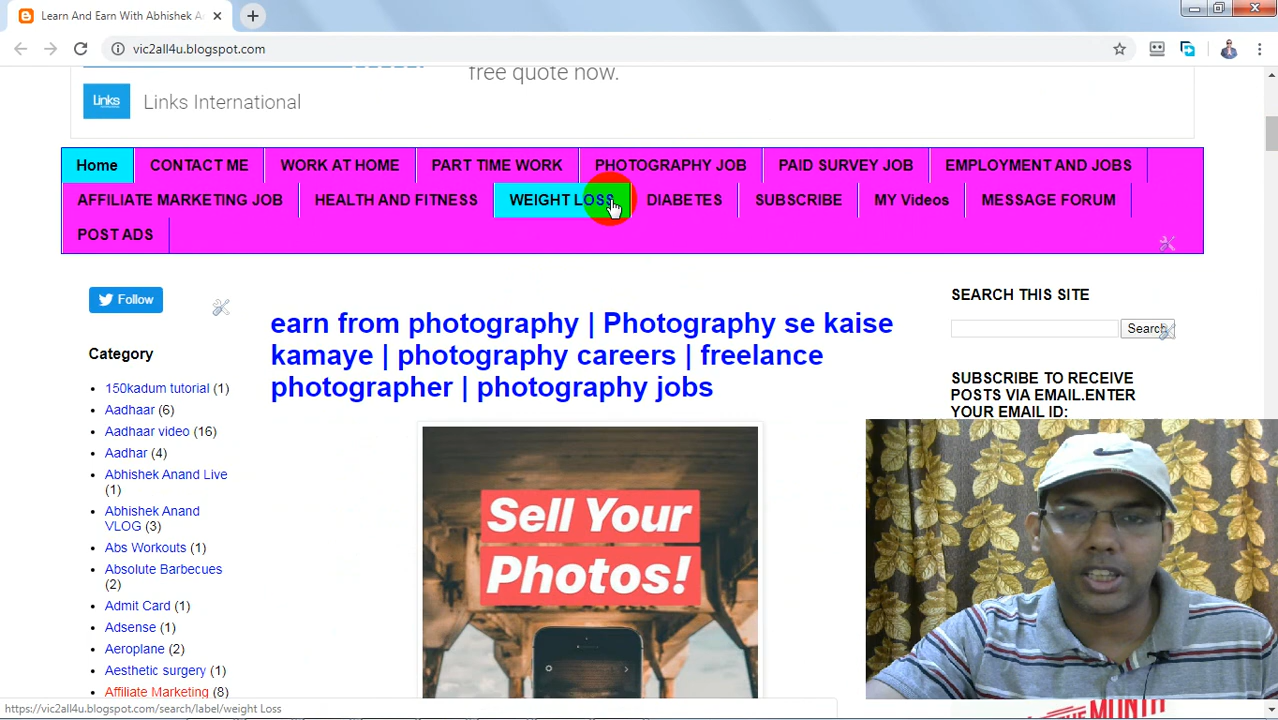 Learn And Earn With Abhishek A
vic2all4u.blogspot.com
free quote now.
Links
Links International
Home
CONTACT ME
WORK AT HOME
PART TIME WORK
PHOTOGRAPHY JOB
PAID SURVEY JOB
EMPLOYMENT AND JOBS
AFFILIATE MARKETING JOB
HEALTH AND FITNESS
WEIGHT LOSS
DIABETES
SUBSCRIBE
MY Videos
MESSAGE FORUM
POST ADS
Follow
Category
150kadum tutorial (1)
Aadhaar (6)
Aadhaar video (16)
Aadhar (4)
Abhishek Anand Live
(1)
Abhishek Anand
VLOG (3)
Abs Workouts (1)
Absolute Barbecues
(2)
Admit Card (1)
Adsense (1)
Aeroplane (2)
Aesthetic surgery (1)
Affiliate Marketing (8)
earn from photography | Photography se kaise
kamaye | photography careers | freelance
photographer | photography jobs
Sell Your
Photos!
SEARCH THIS SITE
Search
SUBSCRIBE TO RECEIVE
POSTS VIA EMAIL.ENTER
YOUR EMAIL ID:
MONTH
https://vic2all4u.blogspot.com/search/label/weight Loss